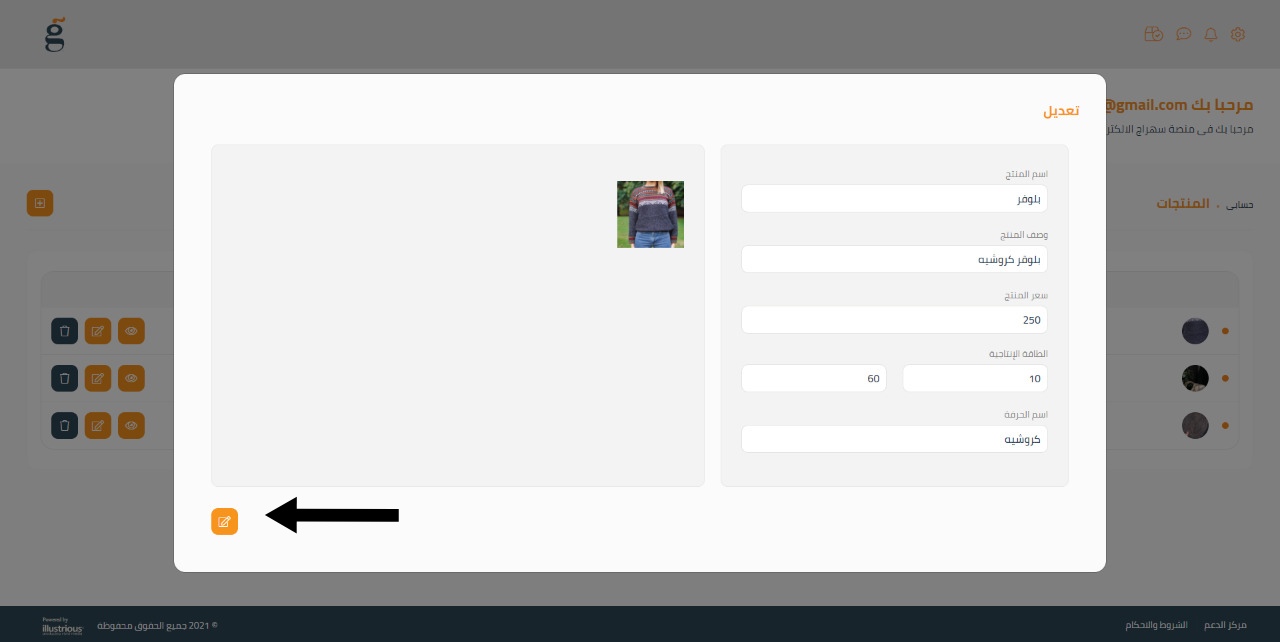 مرحبا بك @gmail.com
مرحبا بك في منصة سهراج الالكتر
حسابي . المنتجات
تعديل
اسم المنتج
بلوفر
وصف المنتج
بلوفر كروشيه
سعر المنتج
250
الطاقة الإنتاجية
10 60
اسم الحرفة
كروشيه
مركز الدعم الشروط والاحكام
© 2021 جميع الحقوق محفوظة
Powered by
illustrious